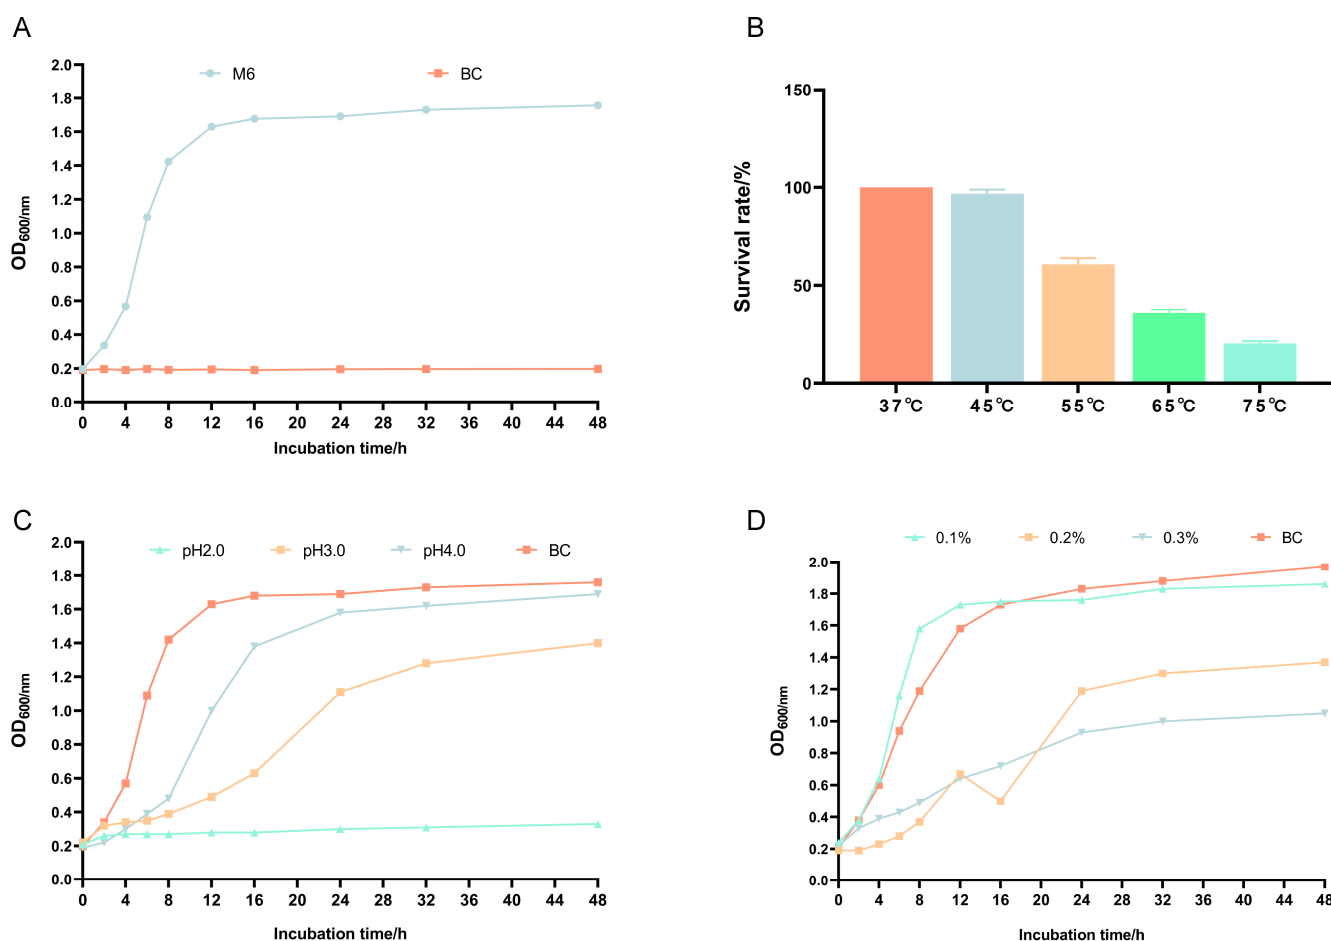 A
M6
BC
2.0
1.8
1.6
1.4
1.2
1.0
0.8
0.6
0.4
0.2
0.0
OD600/nm
0 4 8 12 16 20 24 28 32 36 40 44 48
Incubation time/h
B
150
100
50
0
Survival rate/%
37℃ 45℃ 55℃ 65℃ 75℃
C
pH2.0 pH3.0 pH4.0 BC
2.0
1.8
1.6
1.4
1.2
1.0
0.8
0.6
0.4
0.2
0.0
OD600/nm
0 4 8 12 16 20 24 28 32 36 40 44 48
Incubation time/h
D
0.1% 0.2% 0.3% BC
2.0
1.8
1.6
1.4
1.2
1.0
0.8
0.6
0.4
0.2
0.0
OD600/nm
0 4 8 12 16 20 24 28 32 36 40 44 48
Incubation time/h